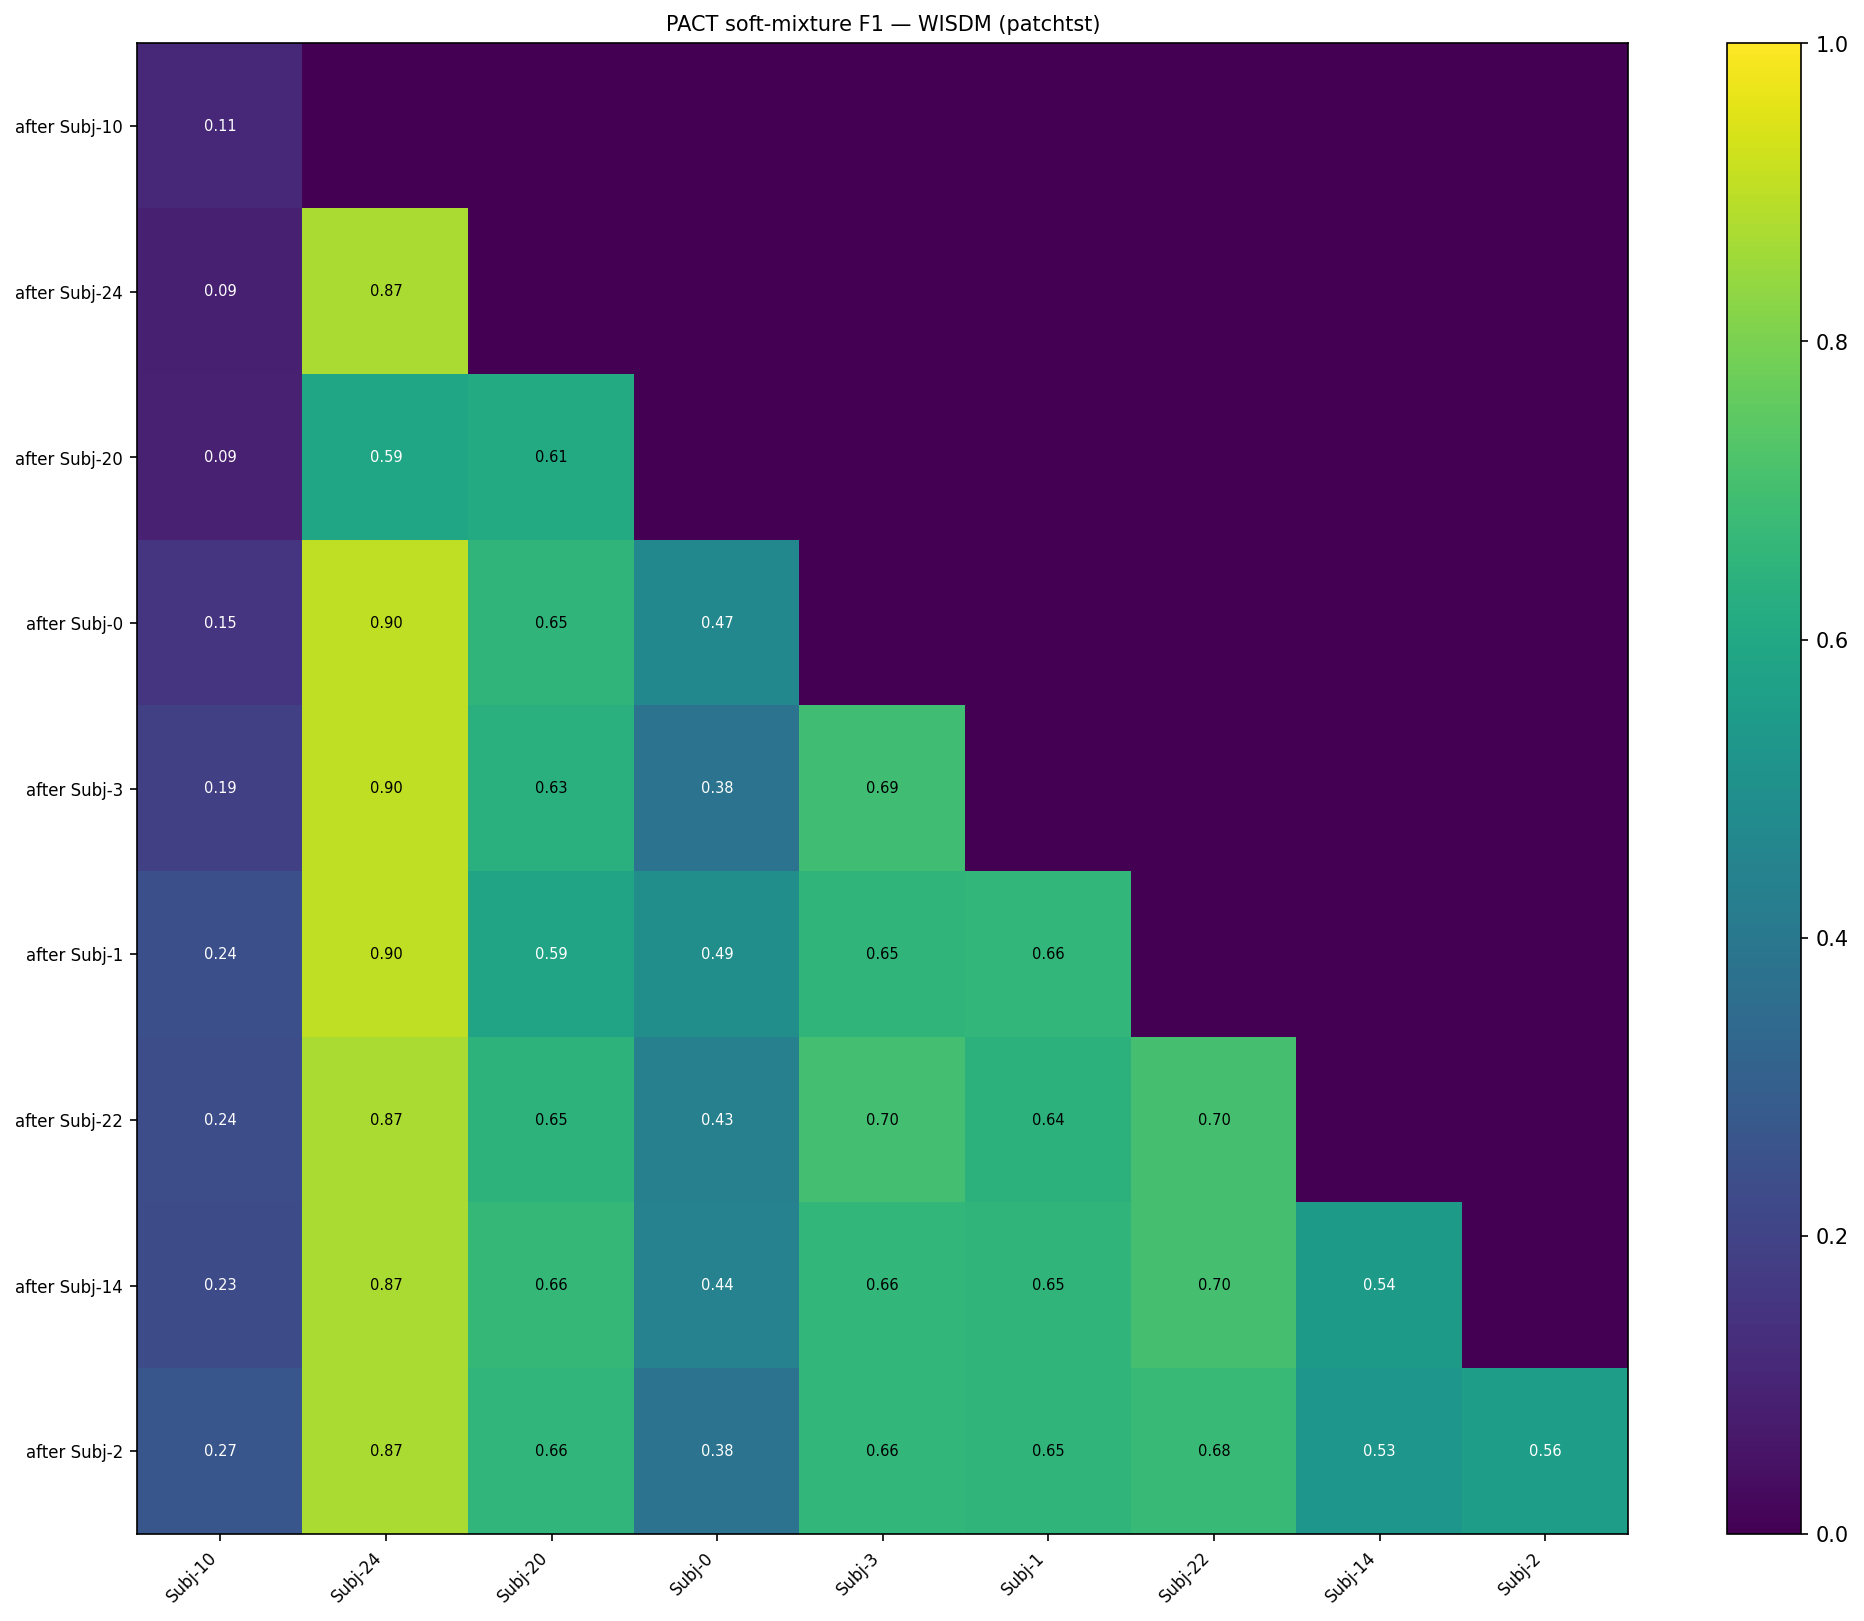 PACT soft-mixture F1 — WISDM (patchtst)
1.0
after Subj-10 0.11
after Subj-24 0.09 0.87
0.8
after Subj-20 0.09 0.59 0.61
after Subj-0 0.15 0.90 0.65 0.47
0.6
after Subj-3 0.19 0.90 0.63 0.38 0.69
after Subj-1 0.24 0.90 0.59 0.49 0.65 0.66
0.4
after Subj-22 0.24 0.87 0.65 0.43 0.70 0.64 0.70
0.2
after Subj-14 0.23 0.87 0.66 0.44 0.66 0.65 0.70 0.54
after Subj-2 0.27 0.87 0.66 0.38 0.66 0.65 0.68 0.53 0.56
0.0
Subj-10 Subj-24 Subj-20 Subj-0 Subj-3 Subj-1 Subj-22 Subj-14 Subj-2